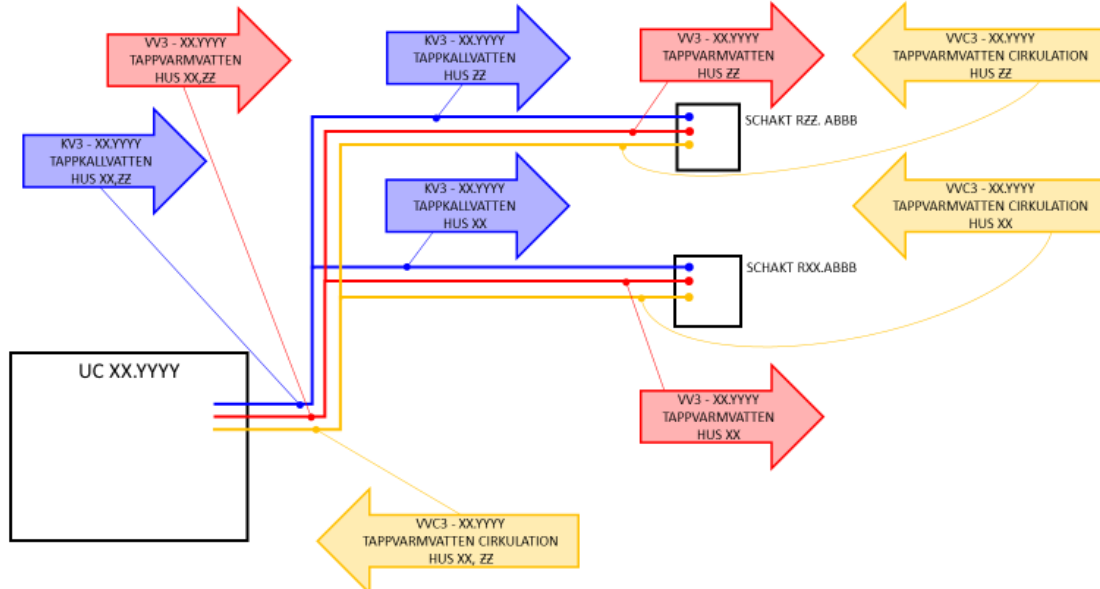 VV3 - XX.YYYY
TAPPVARMVATTEN
HUS XX,ZZ
KV3 - XX.YYYY
TAPPKALLVATTEN
HUS ZZ
VV3 - XX.YYYY
TAPPVARMVATTEN
HUS ZZ
VVC3 - XX.YYYY
TAPPVARMVATTEN CIRKULATION
HUS ZZ
SCHAKT RZZ. ABBB
KV3 - XX.YYYY
TAPPKALLVATTEN
HUS XX,ZZ
KV3 - XX.YYYY
TAPPKALLVATTEN
HUS XX
VVC3 - XX.YYYY
TAPPVARMVATTEN CIRKULATION
HUS XX
SCHAKT RXX.ABBB
UC XX.YYYY
VV3 - XX.YYYY
TAPPVARMVATTEN
HUS XX
VVC3 - XX.YYYY
TAPPVARMVATTEN CIRKULATION
HUS XX, ZZ